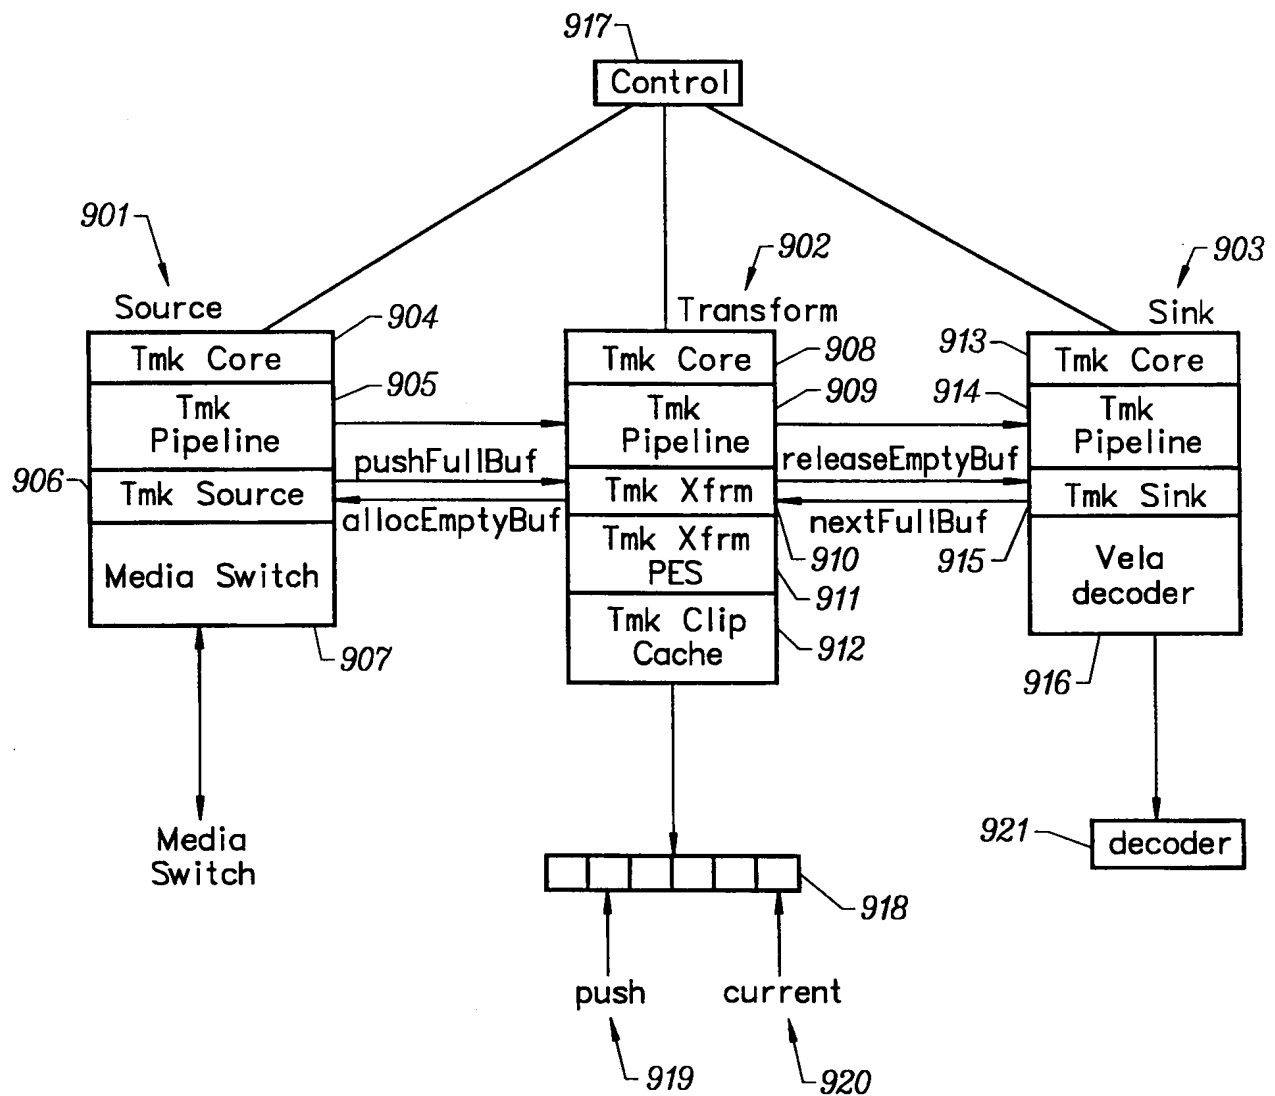 917
Control
901
902
903
Source
Transform
Sink
904
908
913
Tmk Core
Tmk Core
Tmk Core
905
909
914
Tmk
Pipeline
Tmk
Pipeline
Tmk
Pipeline
pushFullBuf
releaseEmptyBuf
906
Tmk Source
Tmk Xfrm
Tmk Sink
allocEmptyBuf
nextFullBuf
910
915
Media Switch
Tmk Xfrm
PES
Vela
decoder
911
Tmk Clip
Cache
907
912
916
Media
Switch
921
decoder
918
push
current
919
920